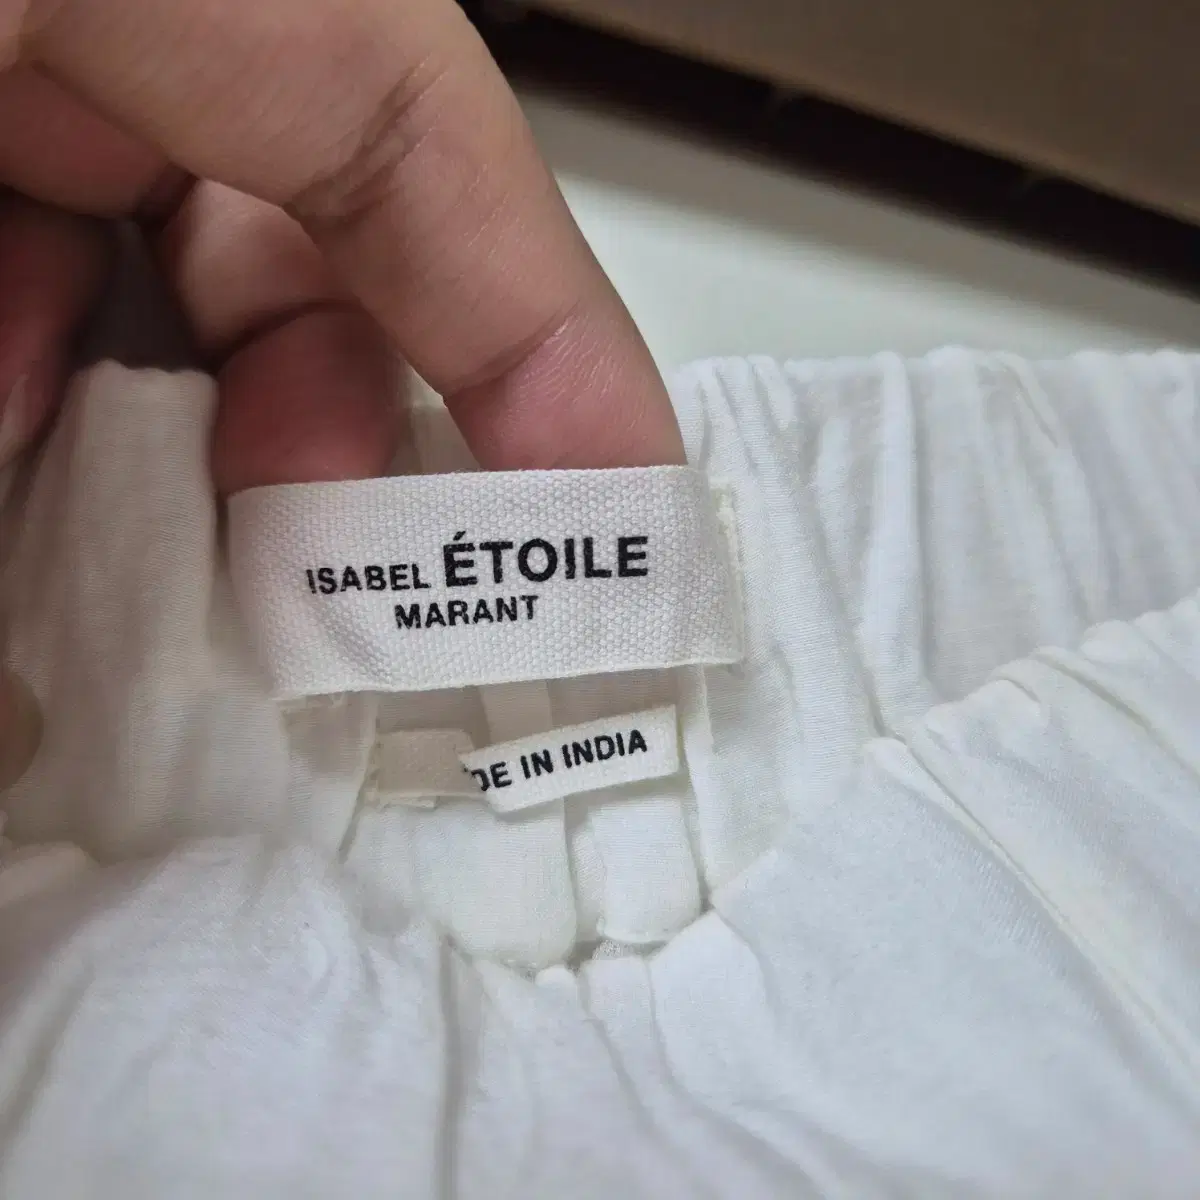 ISABEL ÉTOILE
MARANT
DE IN INDIA